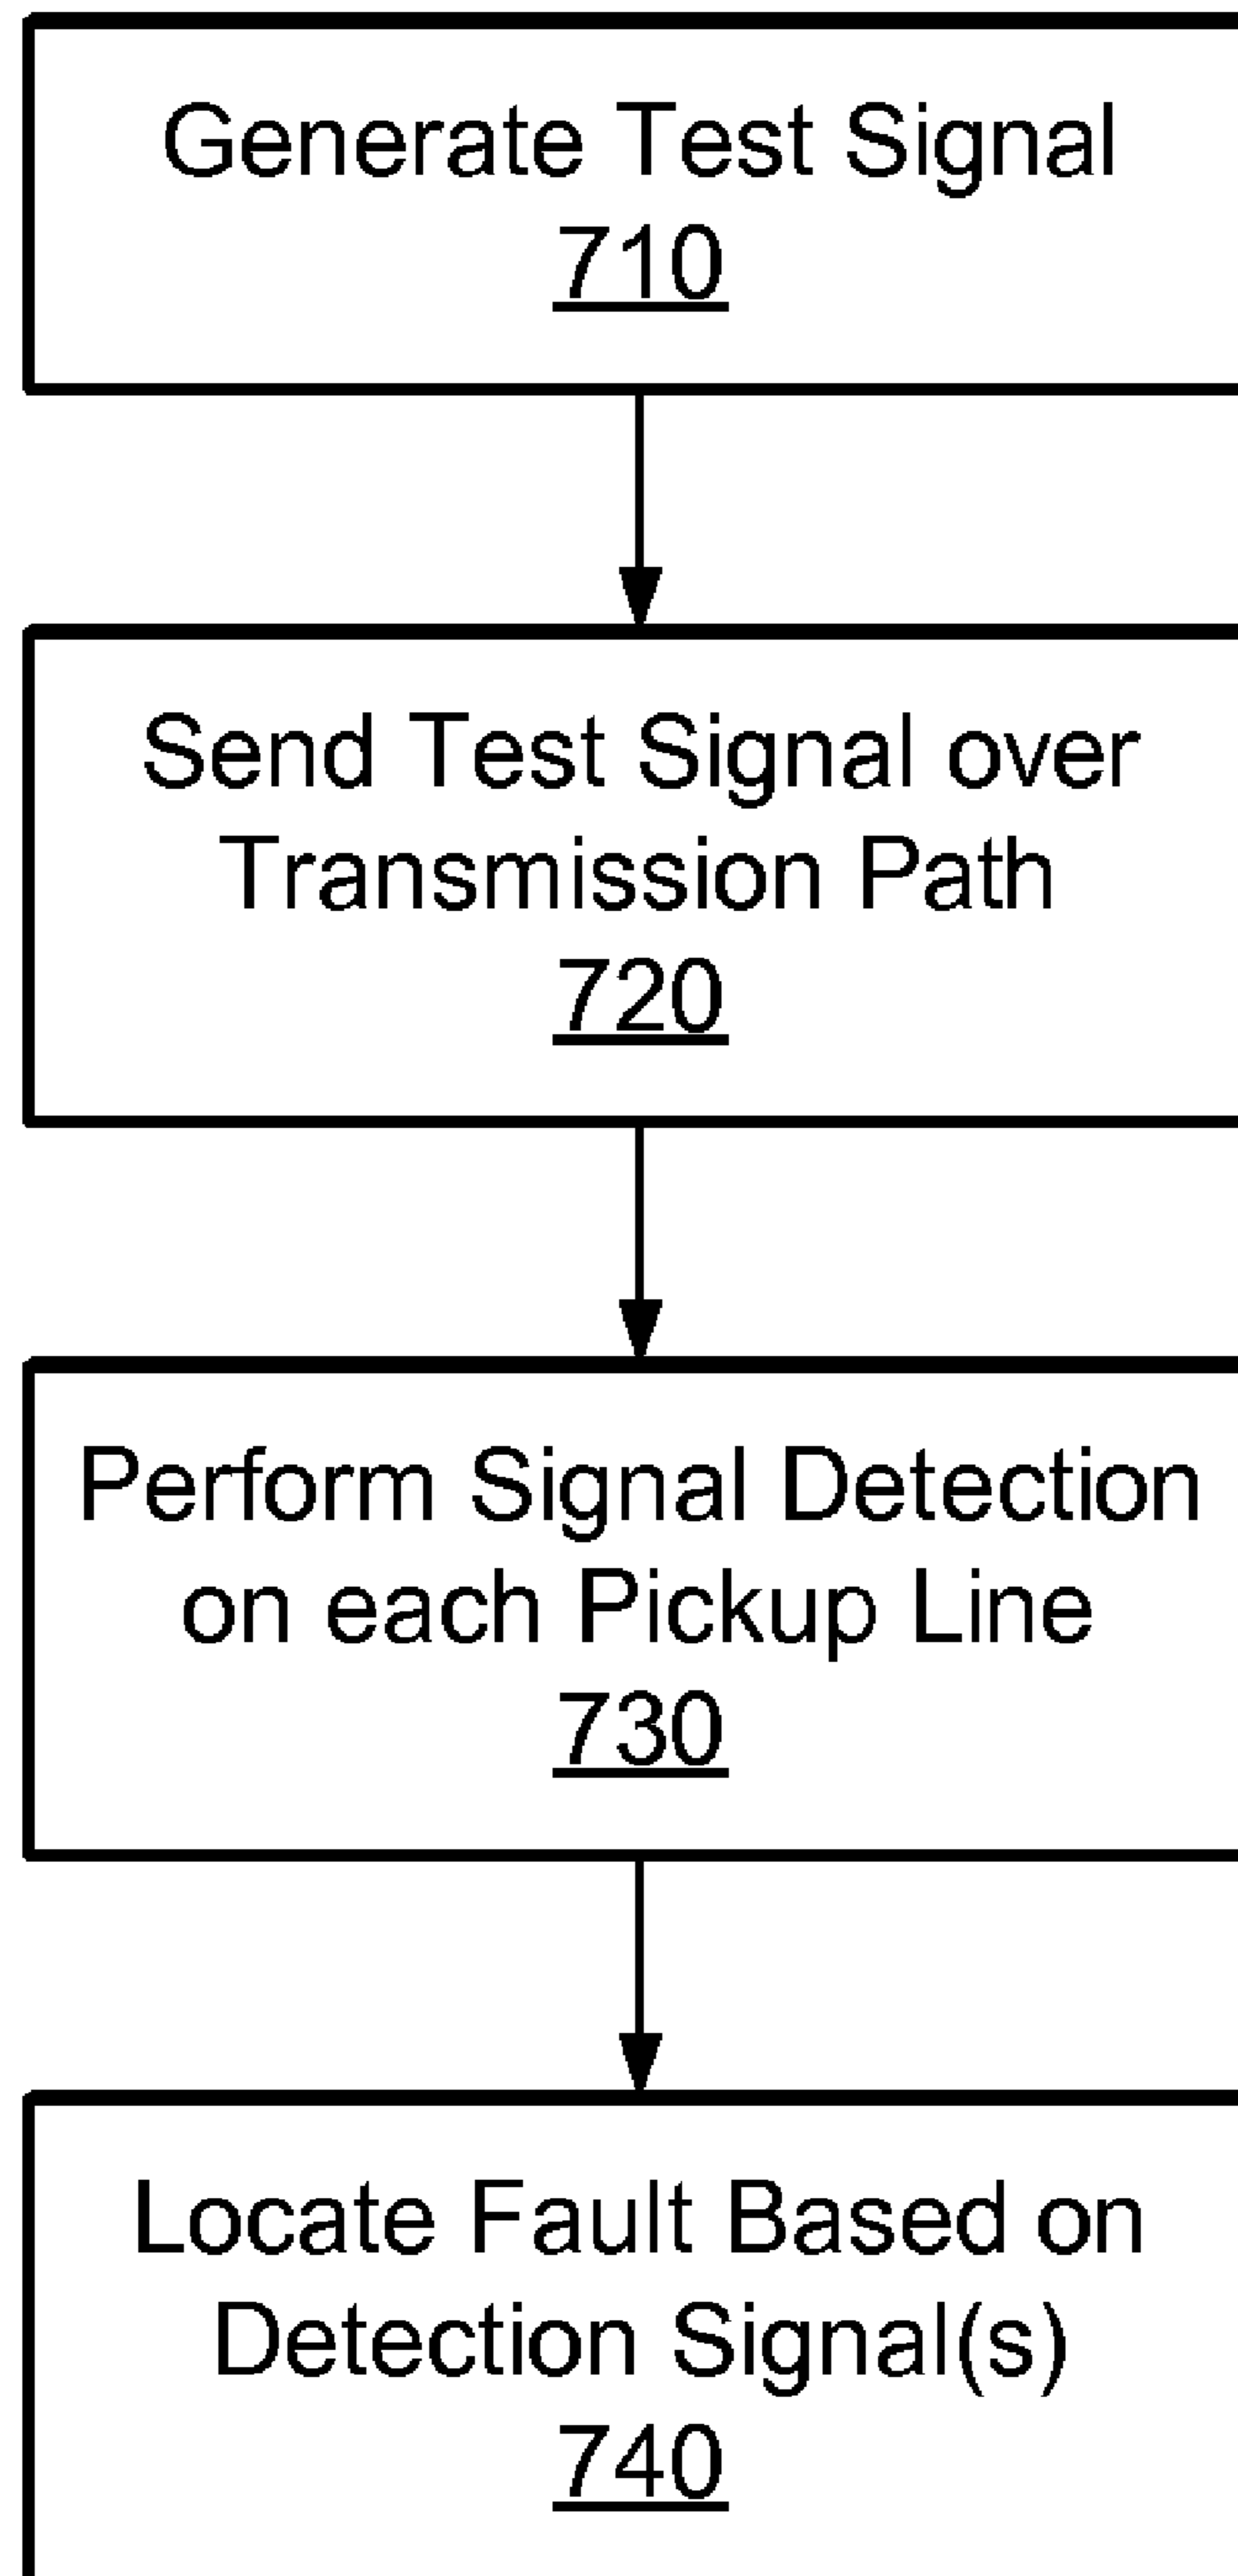 Generate Test Signal
710
Send Test Signal over
Transmission Path
720
Perform Signal Detection
on each Pickup Line
730
Locate Fault Based on
Detection Signal(s)
740